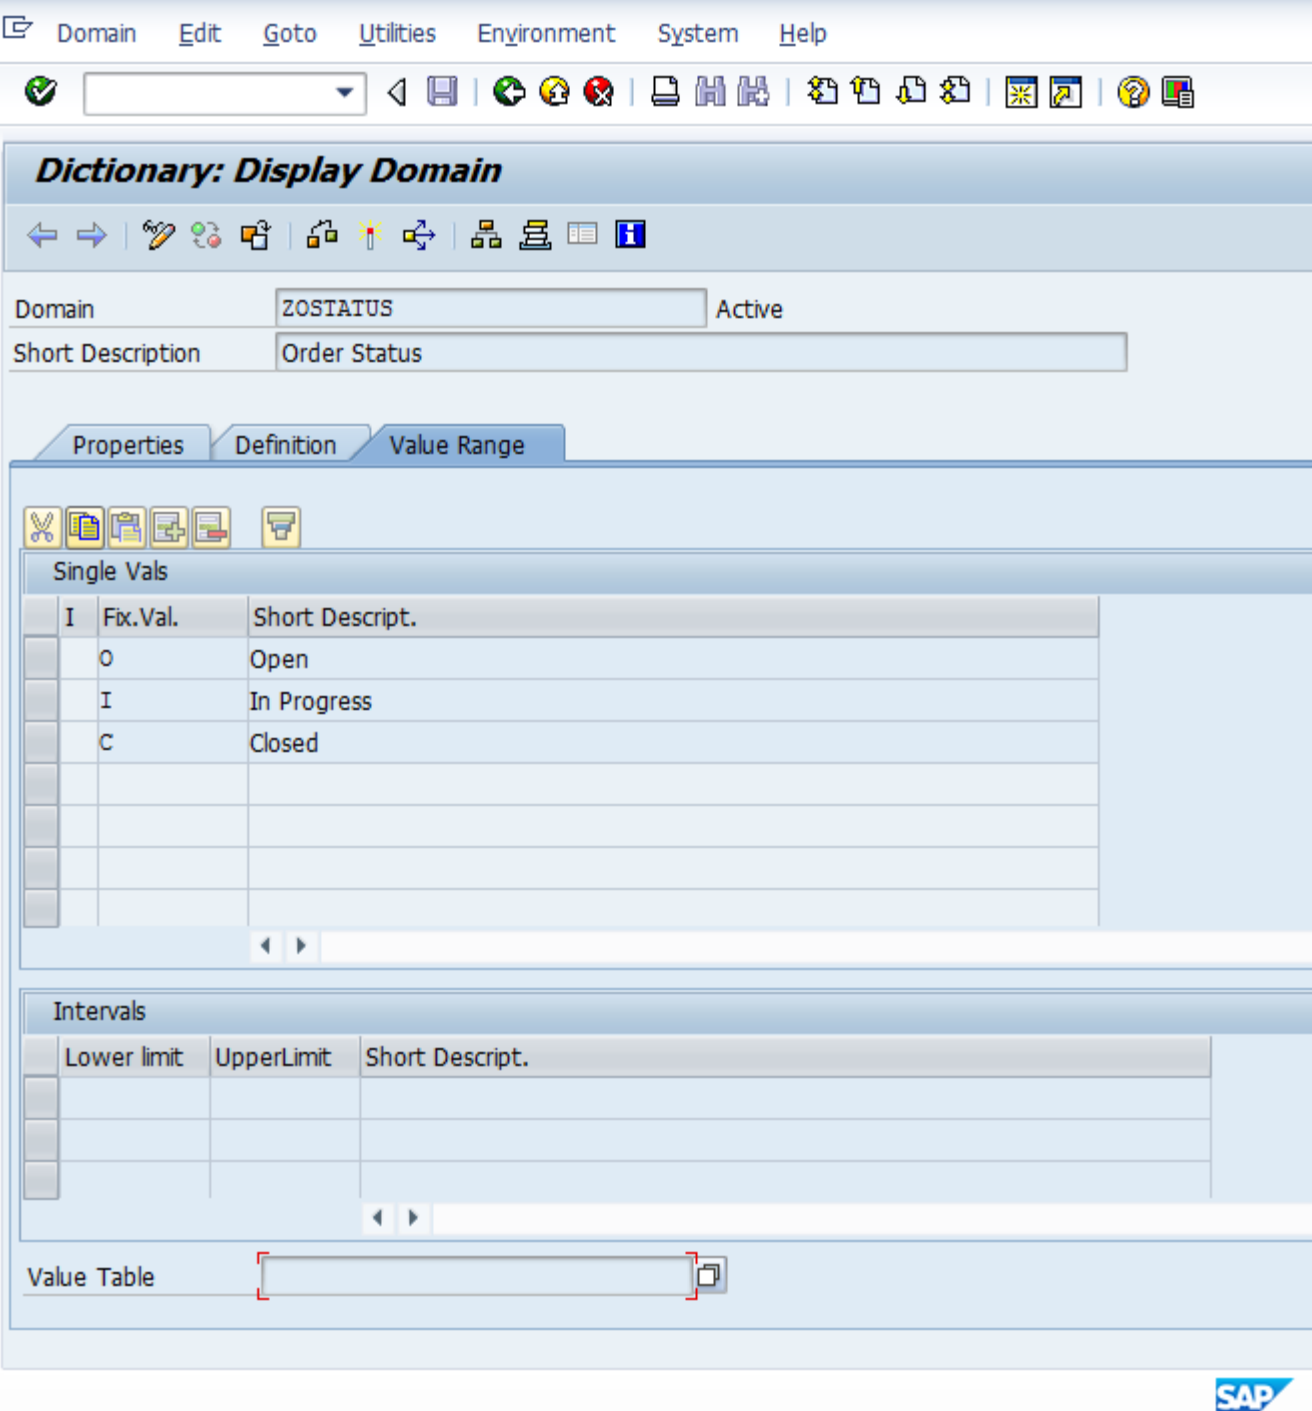 Domain Edit Goto Utilities Environment System Help
Dictionary: Display Domain
Domain ZOSTATUS Active
Short Description Order Status
Properties Definition Value Range
Single Vals
I Fix.Val. Short Descript.
O Open
I In Progress
C Closed
Intervals
Lower limit UpperLimit Short Descript.
Value Table
SAP